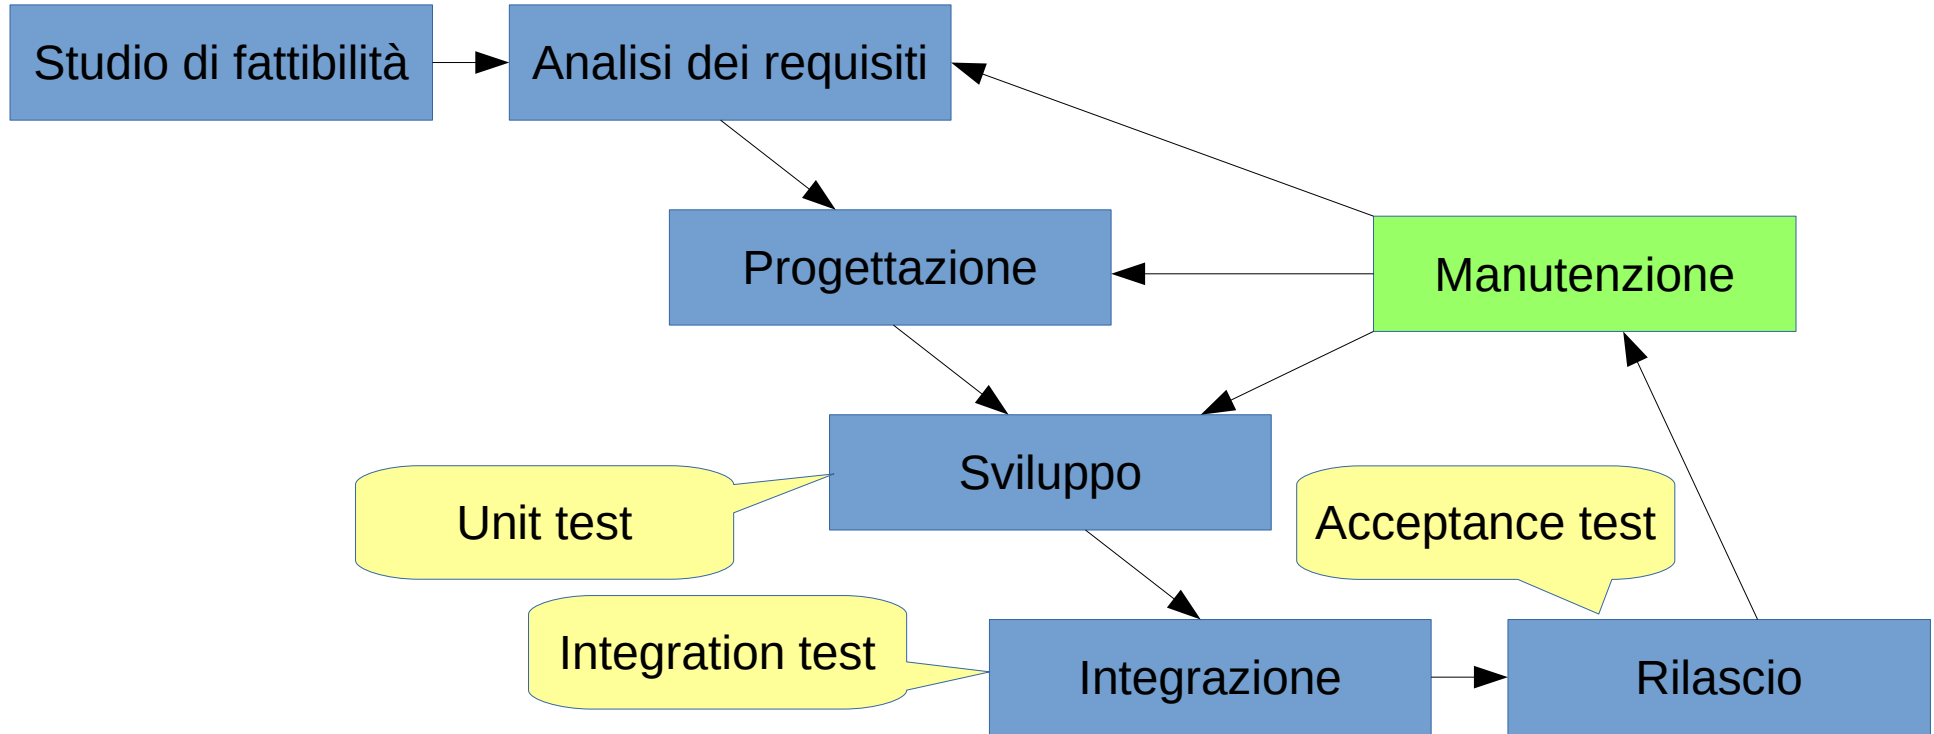 Studio di fattibilità
Analisi dei requisiti
Progettazione
Manutenzione
Sviluppo
Unit test
Acceptance test
Integration test
Integrazione
Rilascio